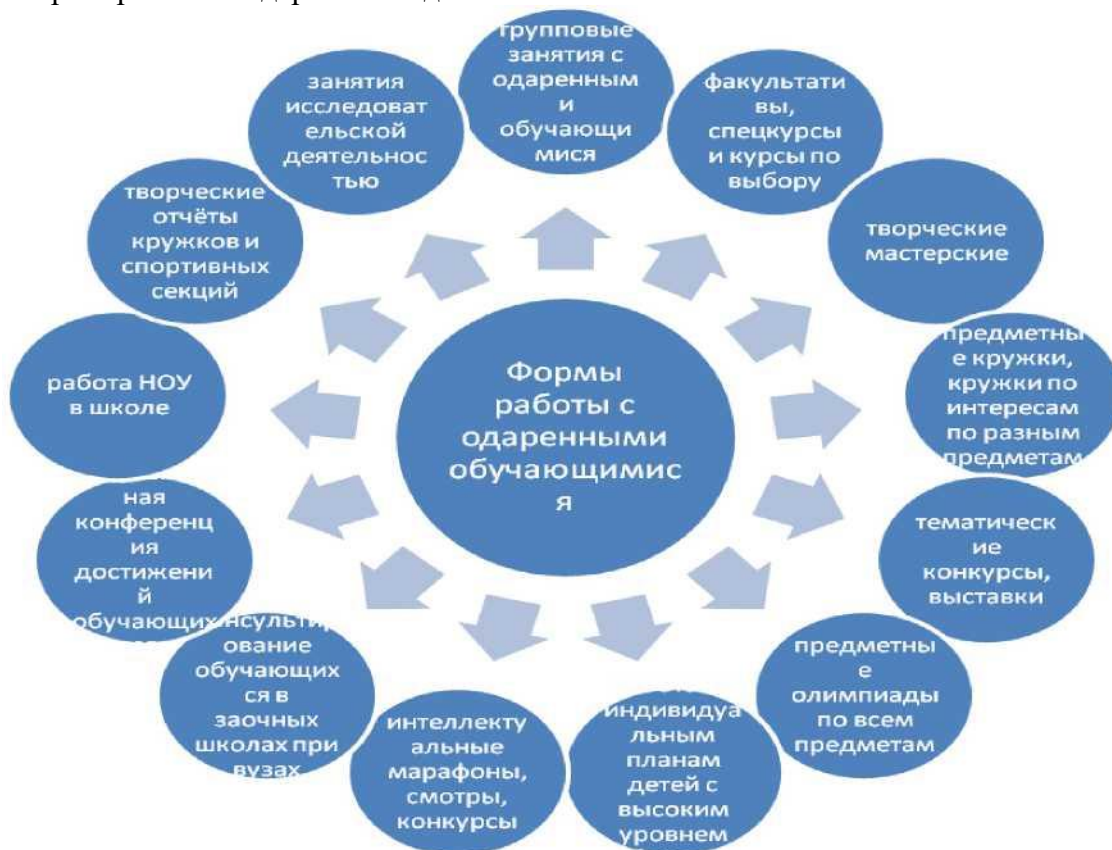 групповые
занятия с
одаренным
и
обучающи
мися
факультати
вы,
спецкурсы
и курсы по
выбору
творческие
мастерские
предметны
е кружки,
кружки по
интересам
по разным
предметам
тематическ
ие
конкурсы,
выставки
предметны
е
олимпиады
по всем
предметам
индивидуа
льным
планам
детей с
высоким
уровнем
интеллекту
альные
марафоны,
смотры,
конкурсы
нсульти
ование
обучающих
ся в
заочных
школах при
вузах
ная
конференц
ия
достижени
й
обучающих
работа НОУ
в школе
творческие
отчёты
кружков и
спортивных
секций
занятия
исследоват
ельской
деятельнос
тью
Формы
работы с
одаренными
обучающимис
я